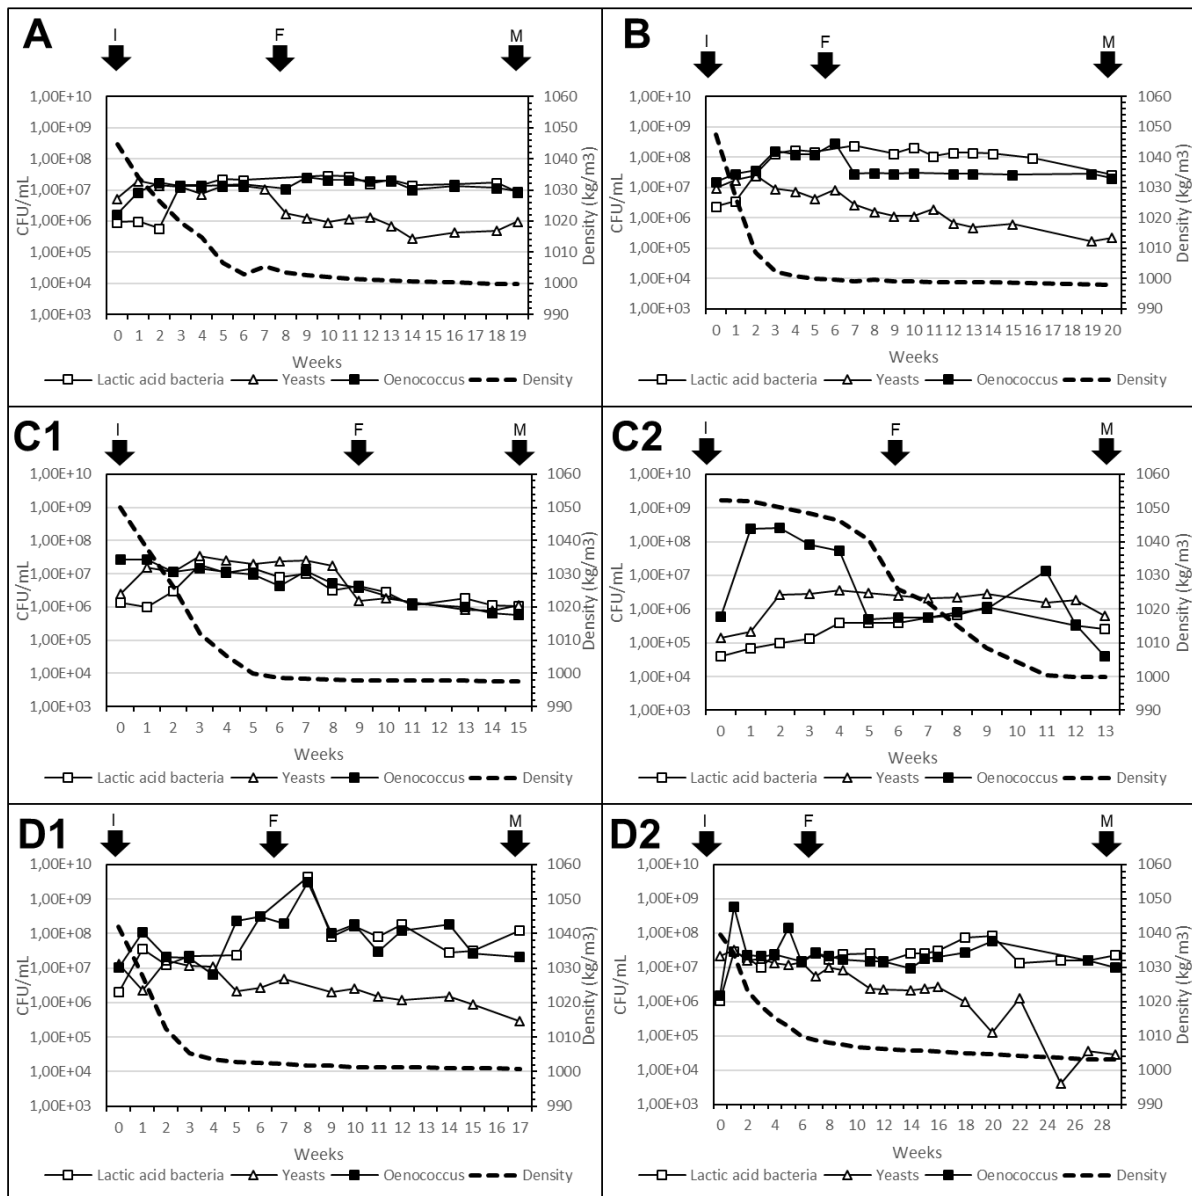 A
I F M
1,00E+10 1060
1,00E+09 1050
1,00E+08 1040
1,00E+07 1030
1,00E+06 1020
1,00E+05 1010
1,00E+04 1000
1,00E+03 990
CFU/mL
Density (kg/m3)
0 1 2 3 4 5 6 7 8 9 10 11 12 13 14 16 18 19
Weeks
Lactic acid bacteria Yeasts Oenococcus Density
B
I F M
1,00E+10 1060
1,00E+09 1050
1,00E+08 1040
1,00E+07 1030
1,00E+06 1020
1,00E+05 1010
1,00E+04 1000
1,00E+03 990
CFU/mL
Density (kg/m3)
0 1 2 3 4 5 6 7 8 9 10 11 12 13 14 15 16 19 20
Weeks
Lactic acid bacteria Yeasts Oenococcus Density
C1
I F M
1,00E+10 1060
1,00E+09 1050
1,00E+08 1040
1,00E+07 1030
1,00E+06 1020
1,00E+05 1010
1,00E+04 1000
1,00E+03 990
CFU/mL
Density (kg/m3)
0 1 2 3 4 5 6 7 8 9 10 11 12 13 14 15
Weeks
Lactic acid bacteria Yeasts Oenococcus Density
C2
I F M
1,00E+10 1060
1,00E+09 1050
1,00E+08 1040
1,00E+07 1030
1,00E+06 1020
1,00E+05 1010
1,00E+04 1000
1,00E+03 990
CFU/mL
Density (kg/m3)
0 1 2 3 4 5 6 7 8 9 10 11 12 13
Weeks
Lactic acid bacteria Yeasts Oenococcus Density
D1
I F M
1,00E+10 1060
1,00E+09 1050
1,00E+08 1040
1,00E+07 1030
1,00E+06 1020
1,00E+05 1010
1,00E+04 1000
1,00E+03 990
CFU/mL
Density (kg/m3)
0 1 2 3 4 5 6 7 8 9 10 11 12 13 14 15 17
Weeks
Lactic acid bacteria Yeasts Oenococcus Density
D2
I F M
1,00E+10 1060
1,00E+09 1050
1,00E+08 1040
1,00E+07 1030
1,00E+06 1020
1,00E+05 1010
1,00E+04 1000
1,00E+03 990
CFU/mL
Density (kg/m3)
0 2 4 6 8 10 12 14 16 18 20 22 24 26 28
Weeks
Lactic acid bacteria Yeasts Oenococcus Density